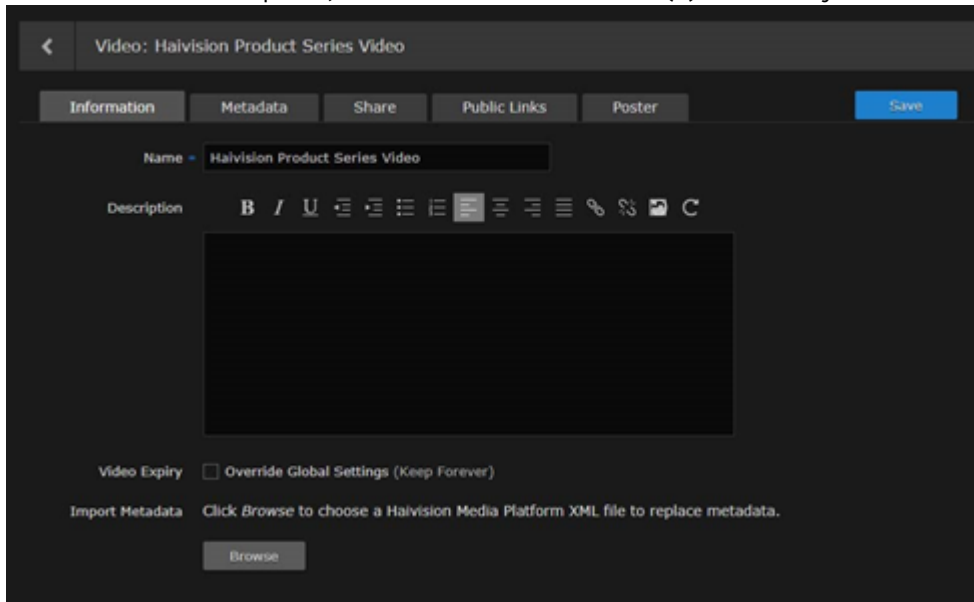 Video: Haivision Product Series Video
Information Metadata Share Public Links Poster Save
Name Haivision Product Series Video
Description B I U
Video Expiry Override Global Settings (Keep Forever)
Import Metadata Click Browse to choose a Haivision Media Platform XML file to replace metadata.
Browse